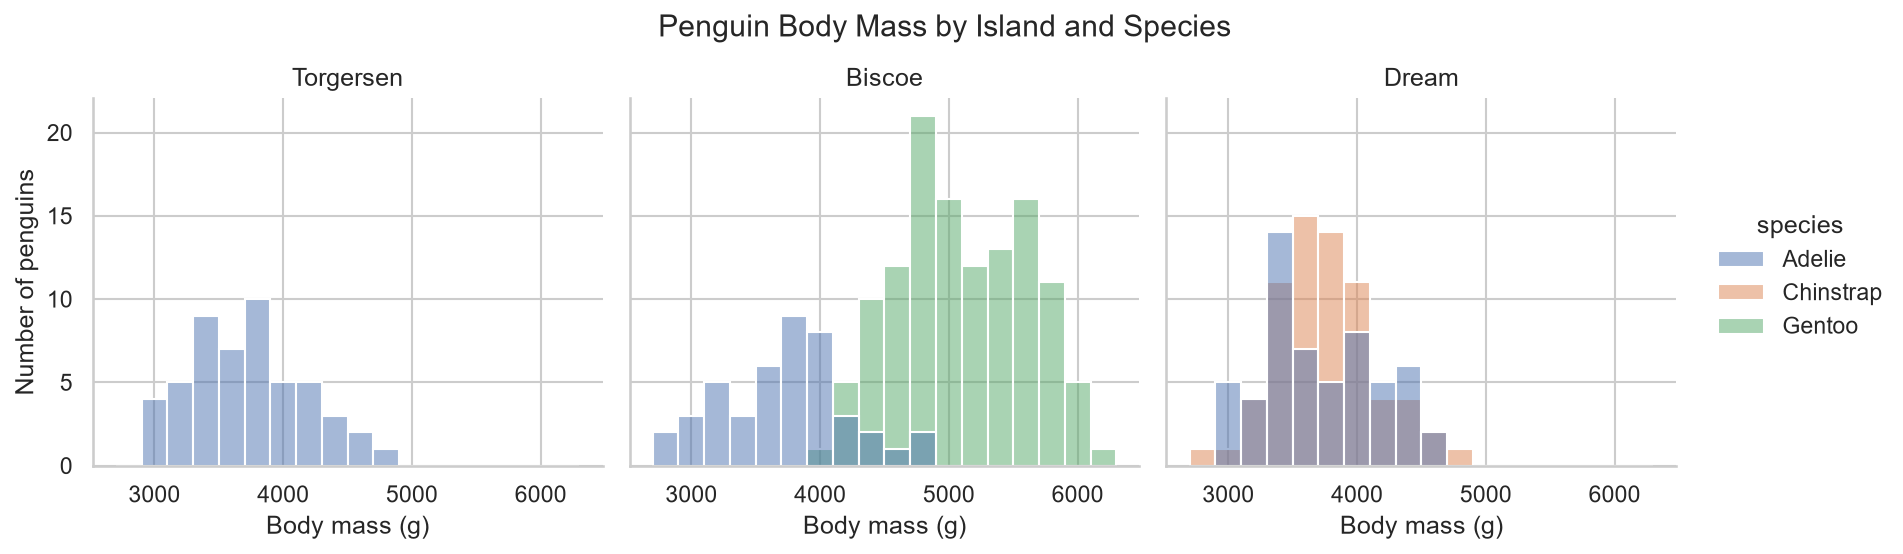 Penguin Body Mass by Island and Species
Torgersen
Biscoe
Dream
Number of penguins
20
15
10
5
0
3000 4000 5000 6000
3000 4000 5000 6000
3000 4000 5000 6000
Body mass (g)
Body mass (g)
Body mass (g)
species
Adelie
Chinstrap
Gentoo